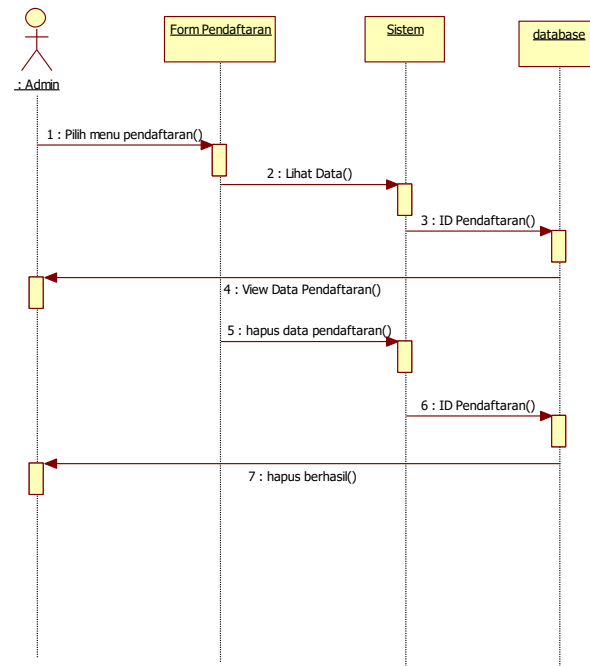 Form Pendaftaran
Sistem
database
: Admin
1 : Pilih menu pendaftaran()
2 : Lihat Data()
3 : ID Pendaftaran()
4 : View Data Pendaftaran()
5 : hapus data pendaftaran()
6 : ID Pendaftaran()
7 : hapus berhasil()